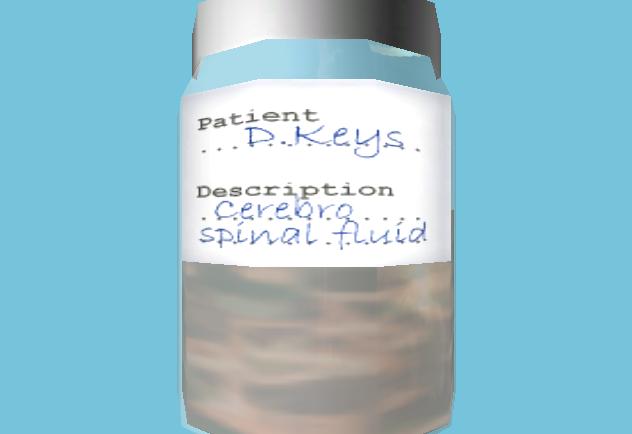 Patient
D.Keys
Description
Cerebro
spinal fluid